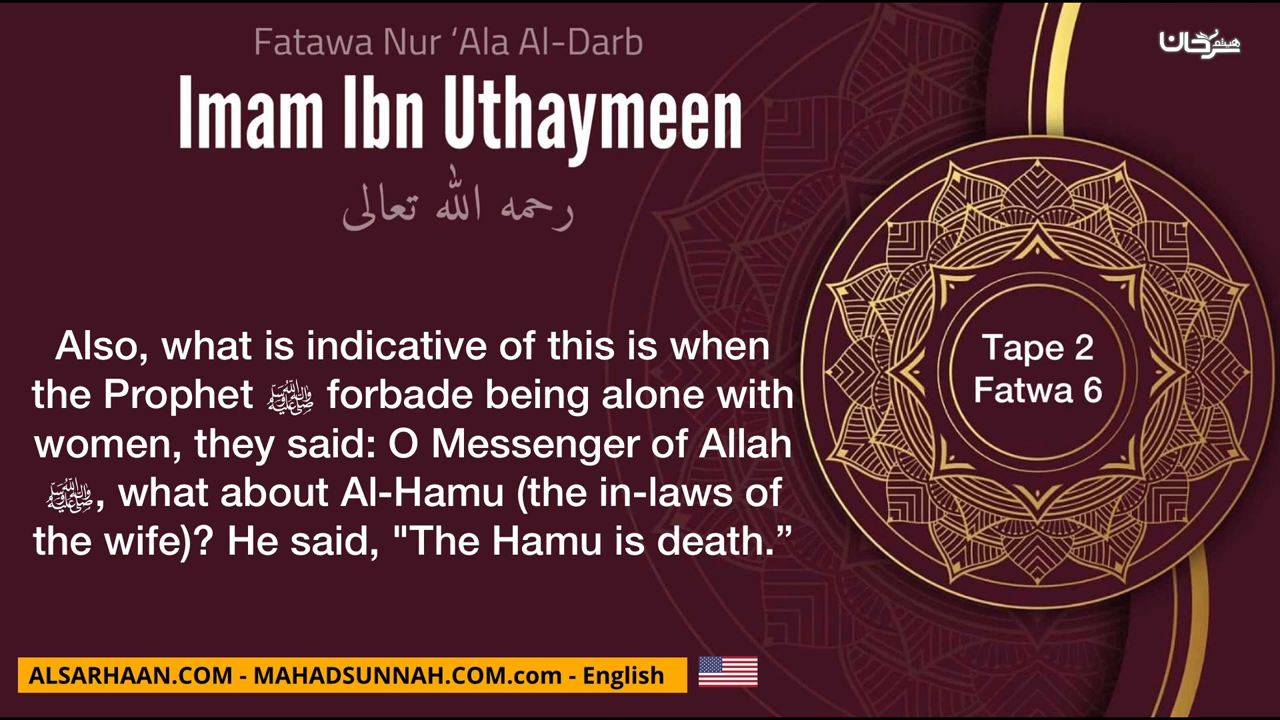 Fatawa Nur ‘Ala Al-Darb
هيثم سرحان
Imam Ibn Uthaymeen
رحمه الله تعالى
Also, what is indicative of this is when
the Prophet ﷺ forbade being alone with
women, they said: O Messenger of Allah
ﷺ, what about Al-Hamu (the in-laws of
the wife)? He said, "The Hamu is death.”
Tape 2
Fatwa 6
ALSARHAAN.COM - MAHADSUNNAH.COM.com - English